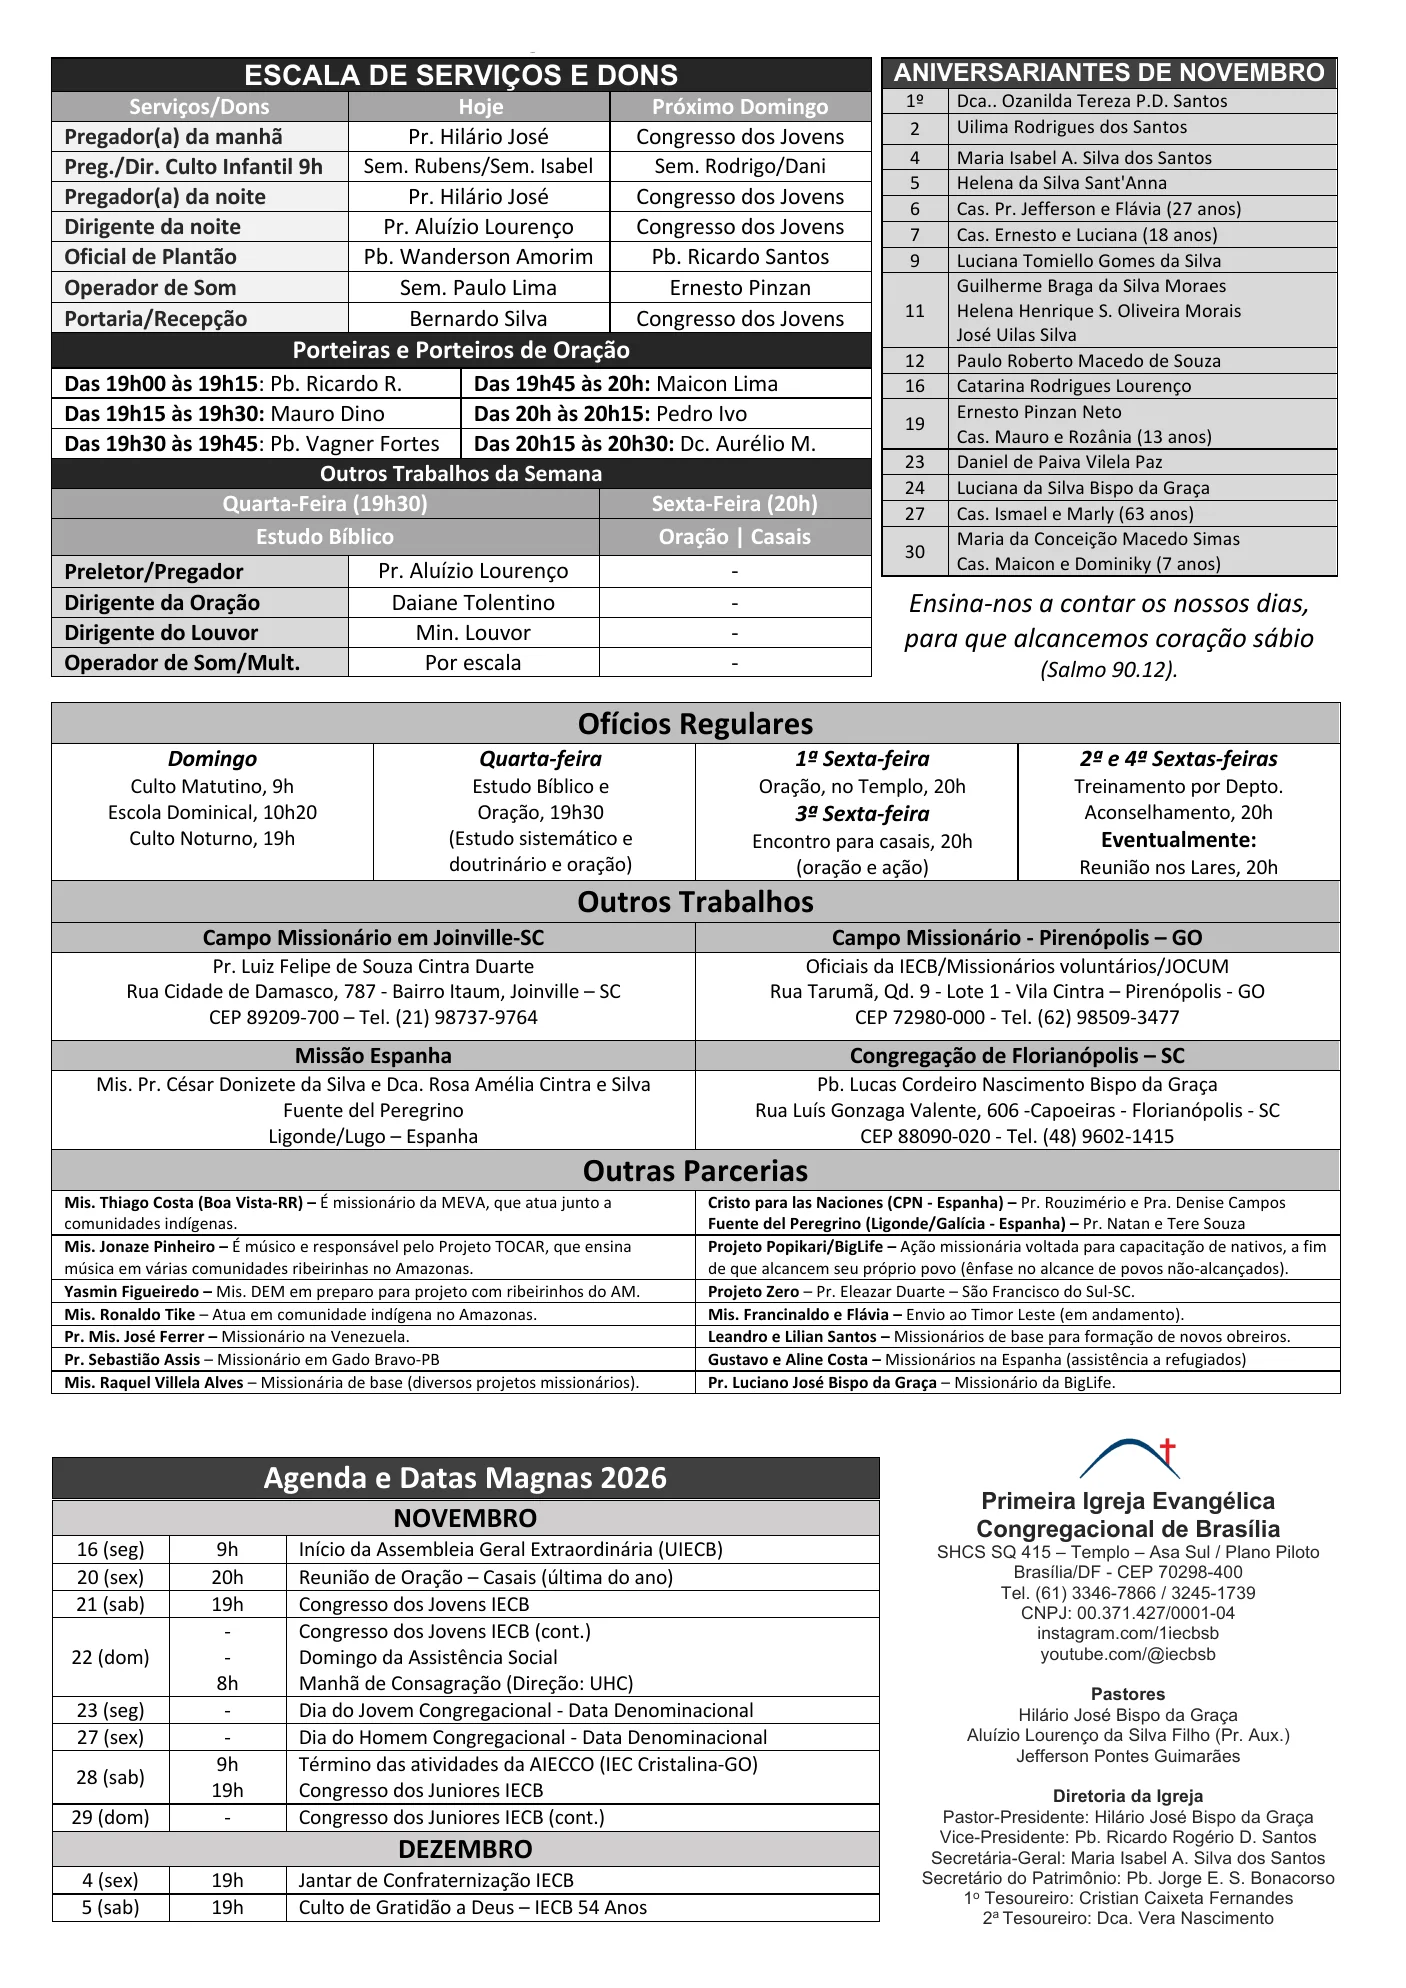 ESCALA DE SERVIÇOS E DONS
Serviços/Dons Hoje Próximo Domingo
Pregador(a) da manhã Pr. Hilário José Congresso dos Jovens
Preg./Dir. Culto Infantil 9h Sem. Rubens/Sem. Isabel Sem. Rodrigo/Dani
Pregador(a) da noite Pr. Hilário José Congresso dos Jovens
Dirigente da noite Pr. Aluízio Lourenço Congresso dos Jovens
Oficial de Plantão Pb. Wanderson Amorim Pb. Ricardo Santos
Operador de Som Sem. Paulo Lima Ernesto Pinzan
Portaria/Recepção Bernardo Silva Congresso dos Jovens
Porteiras e Porteiros de Oração
Das 19h00 às 19h15: Pb. Ricardo R. Das 19h45 às 20h: Maicon Lima
Das 19h15 às 19h30: Mauro Dino Das 20h às 20h15: Pedro Ivo
Das 19h30 às 19h45: Pb. Vagner Fortes Das 20h15 às 20h30: Dc. Aurélio M.
Outros Trabalhos da Semana
Quarta-Feira (19h30) Sexta-Feira (20h)
Estudo Bíblico Oração | Casais
Preletor/Pregador Pr. Aluízio Lourenço -
Dirigente da Oração Daiane Tolentino -
Dirigente do Louvor Min. Louvor -
Operador de Som/Mult. Por escala -
ANIVERSARIANTES DE NOVEMBRO
1º Dca.. Ozanilda Tereza P.D. Santos
2 Uilima Rodrigues dos Santos
4 Maria Isabel A. Silva dos Santos
5 Helena da Silva Sant'Anna
6 Cas. Pr. Jefferson e Flávia (27 anos)
7 Cas. Ernesto e Luciana (18 anos)
9 Luciana Tomiello Gomes da Silva
11 Guilherme Braga da Silva Moraes
Helena Henrique S. Oliveira Morais
José Uilas Silva
12 Paulo Roberto Macedo de Souza
16 Catarina Rodrigues Lourenço
19 Ernesto Pinzan Neto
Cas. Mauro e Rozânia (13 anos)
23 Daniel de Paiva Vilela Paz
24 Luciana da Silva Bispo da Graça
27 Cas. Ismael e Marly (63 anos)
30 Maria da Conceição Macedo Simas
Cas. Maicon e Dominiky (7 anos)
Ensina-nos a contar os nossos dias,
para que alcancemos coração sábio
(Salmo 90.12).
Ofícios Regulares
Domingo
Culto Matutino, 9h
Escola Dominical, 10h20
Culto Noturno, 19h
Quarta-feira
Estudo Bíblico e
Oração, 19h30
(Estudo sistemático e
doutrinário e oração)
1ª Sexta-feira
Oração, no Templo, 20h
3ª Sexta-feira
Encontro para casais, 20h
(oração e ação)
2ª e 4ª Sextas-feiras
Treinamento por Depto.
Aconselhamento, 20h
Eventualmente:
Reunião nos Lares, 20h
Outros Trabalhos
Campo Missionário em Joinville-SC
Pr. Luiz Felipe de Souza Cintra Duarte
Rua Cidade de Damasco, 787 - Bairro Itaum, Joinville – SC
CEP 89209-700 – Tel. (21) 98737-9764
Campo Missionário - Pirenópolis – GO
Oficiais da IECB/Missionários voluntários/JOCUM
Rua Tarumã, Qd. 9 - Lote 1 - Vila Cintra – Pirenópolis - GO
CEP 72980-000 - Tel. (62) 98509-3477
Missão Espanha
Mis. Pr. César Donizete da Silva e Dca. Rosa Amélia Cintra e Silva
Fuente del Peregrino
Ligonde/Lugo – Espanha
Congregação de Florianópolis – SC
Pb. Lucas Cordeiro Nascimento Bispo da Graça
Rua Luís Gonzaga Valente, 606 -Capoeiras - Florianópolis - SC
CEP 88090-020 - Tel. (48) 9602-1415
Outras Parcerias
Mis. Thiago Costa (Boa Vista-RR) – É missionário da MEVA, que atua junto a
comunidades indígenas.
Cristo para las Naciones (CPN - Espanha) – Pr. Rouzimério e Pra. Denise Campos
Fuente del Peregrino (Ligonde/Galícia - Espanha) – Pr. Natan e Tere Souza
Mis. Jonaze Pinheiro – É músico e responsável pelo Projeto TOCAR, que ensina
música em várias comunidades ribeirinhas no Amazonas.
Projeto Popikari/BigLife – Ação missionária voltada para capacitação de nativos, a fim
de que alcancem seu próprio povo (ênfase no alcance de povos não-alcançados).
Yasmin Figueiredo – Mis. DEM em preparo para projeto com ribeirinhos do AM.
Projeto Zero – Pr. Eleazar Duarte – São Francisco do Sul-SC.
Mis. Ronaldo Tike – Atua em comunidade indígena no Amazonas.
Mis. Francinaldo e Flávia – Envio ao Timor Leste (em andamento).
Pr. Mis. José Ferrer – Missionário na Venezuela.
Leandro e Lilian Santos – Missionários de base para formação de novos obreiros.
Pr. Sebastião Assis – Missionário em Gado Bravo-PB
Gustavo e Aline Costa – Missionários na Espanha (assistência a refugiados)
Mis. Raquel Villela Alves – Missionária de base (diversos projetos missionários).
Pr. Luciano José Bispo da Graça – Missionário da BigLife.
Agenda e Datas Magnas 2026
NOVEMBRO
16 (seg) 9h Início da Assembleia Geral Extraordinária (UIECB)
20 (sex) 20h Reunião de Oração – Casais (última do ano)
21 (sab) 19h Congresso dos Jovens IECB
22 (dom) - Congresso dos Jovens IECB (cont.)
- Domingo da Assistência Social
8h Manhã de Consagração (Direção: UHC)
23 (seg) - Dia do Jovem Congregacional - Data Denominacional
27 (sex) - Dia do Homem Congregacional - Data Denominacional
28 (sab) 9h Término das atividades da AIECCO (IEC Cristalina-GO)
19h Congresso dos Juniores IECB
29 (dom) - Congresso dos Juniores IECB (cont.)
DEZEMBRO
4 (sex) 19h Jantar de Confraternização IECB
5 (sab) 19h Culto de Gratidão a Deus – IECB 54 Anos
Primeira Igreja Evangélica
Congregacional de Brasília
SHCS SQ 415 – Templo – Asa Sul / Plano Piloto
Brasília/DF - CEP 70298-400
Tel. (61) 3346-7866 / 3245-1739
CNPJ: 00.371.427/0001-04
instagram.com/1iecbsb
youtube.com/@iecbsb
Pastores
Hilário José Bispo da Graça
Aluízio Lourenço da Silva Filho (Pr. Aux.)
Jefferson Pontes Guimarães
Diretoria da Igreja
Pastor-Presidente: Hilário José Bispo da Graça
Vice-Presidente: Pb. Ricardo Rogério D. Santos
Secretária-Geral: Maria Isabel A. Silva dos Santos
Secretário do Patrimônio: Pb. Jorge E. S. Bonacorso
1º Tesoureiro: Cristian Caixeta Fernandes
2ª Tesoureiro: Dca. Vera Nascimento